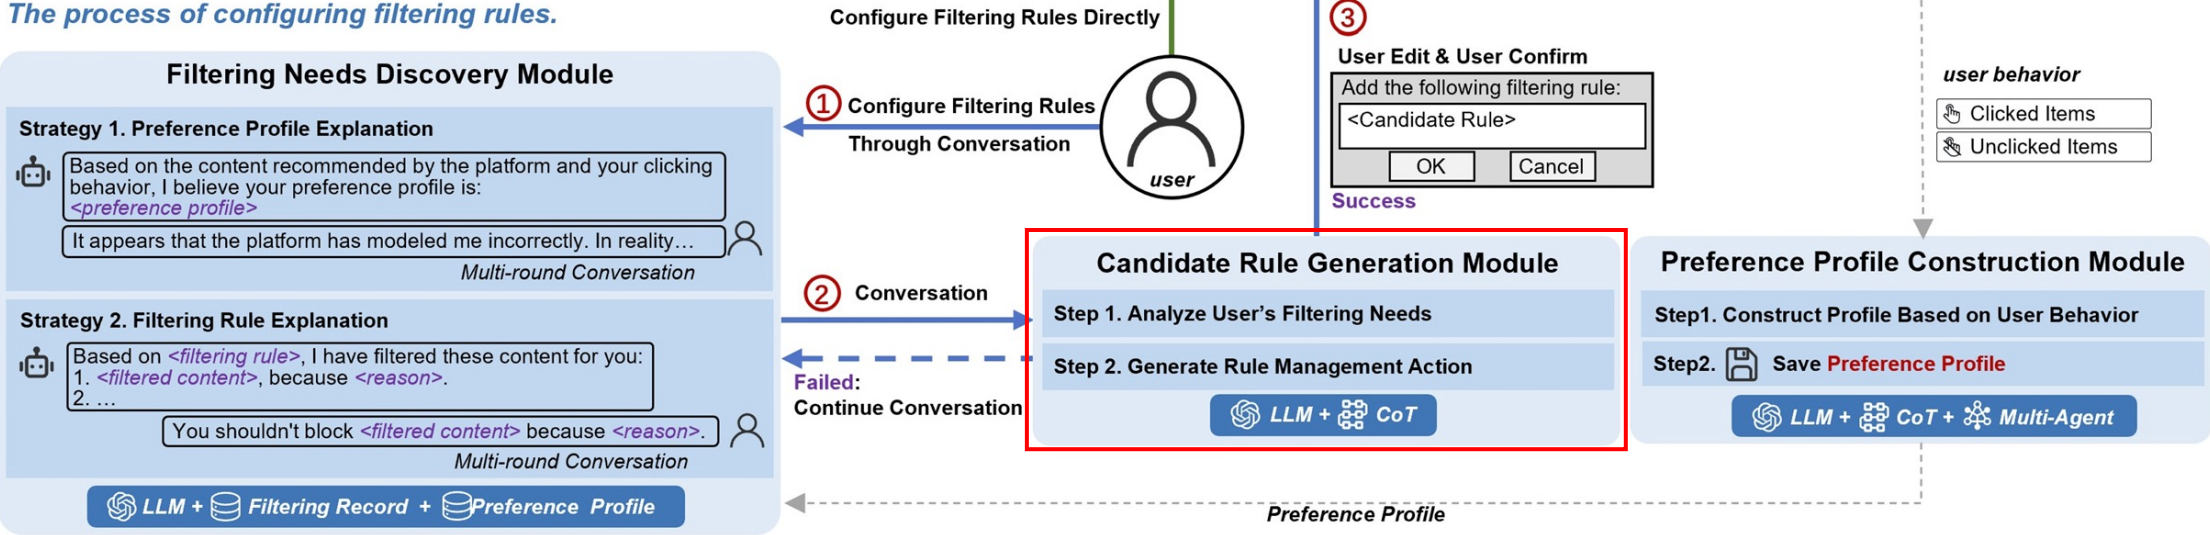 The process of configuring filtering rules.
Filtering Needs Discovery Module
Strategy 1. Preference Profile Explanation
Based on the content recommended by the platform and your clicking
behavior, I believe your preference profile is:
<preference profile>
It appears that the platform has modeled me incorrectly. In reality…
Multi-round Conversation
Strategy 2. Filtering Rule Explanation
Based on <filtering rule>, I have filtered these content for you:
1. <filtered content>, because <reason>.
2. …
You shouldn't block <filtered content> because <reason>.
Multi-round Conversation
LLM + Filtering Record + Preference Profile
Configure Filtering Rules Directly
1 Configure Filtering Rules
Through Conversation
user
2 Conversation
Failed:
Continue Conversation
3
User Edit & User Confirm
Add the following filtering rule:
<Candidate Rule>
OK Cancel
Success
Candidate Rule Generation Module
Step 1. Analyze User’s Filtering Needs
Step 2. Generate Rule Management Action
LLM + CoT
user behavior
Clicked Items
Unclicked Items
Preference Profile Construction Module
Step1. Construct Profile Based on User Behavior
Step2. Save Preference Profile
LLM + CoT + Multi-Agent
Preference Profile